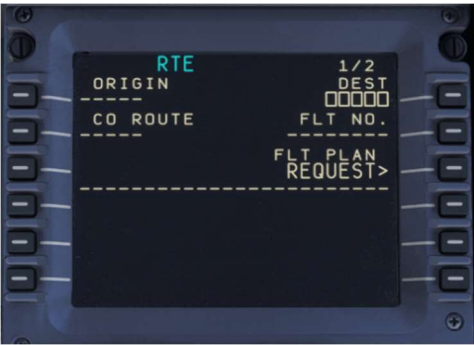 RTE 1/2
ORIGIN DEST
----- □□□□□
CO ROUTE FLT NO.
----- --------
FLT PLAN
REQUEST>
------------------------